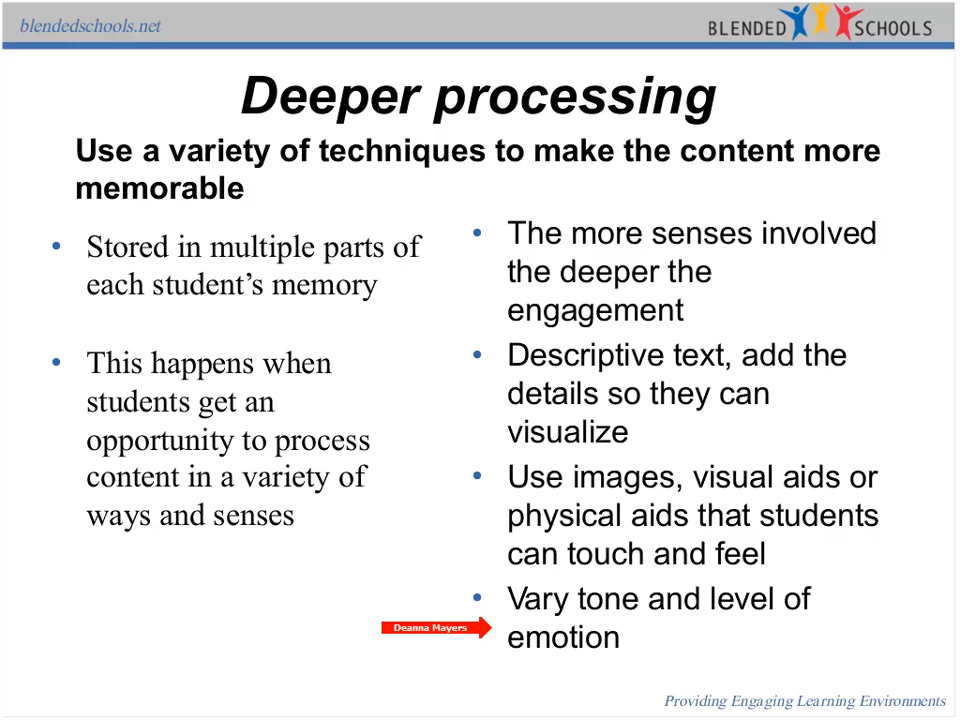 blendedschools.net
BLENDED SCHOOLS
Deeper processing
Use a variety of techniques to make the content more
memorable
• Stored in multiple parts of
each student’s memory
• This happens when
students get an
opportunity to process
content in a variety of
ways and senses
• The more senses involved
the deeper the
engagement
• Descriptive text, add the
details so they can
visualize
• Use images, visual aids or
physical aids that students
can touch and feel
• Vary tone and level of
emotion
Deanna Mayers
Providing Engaging Learning Environments